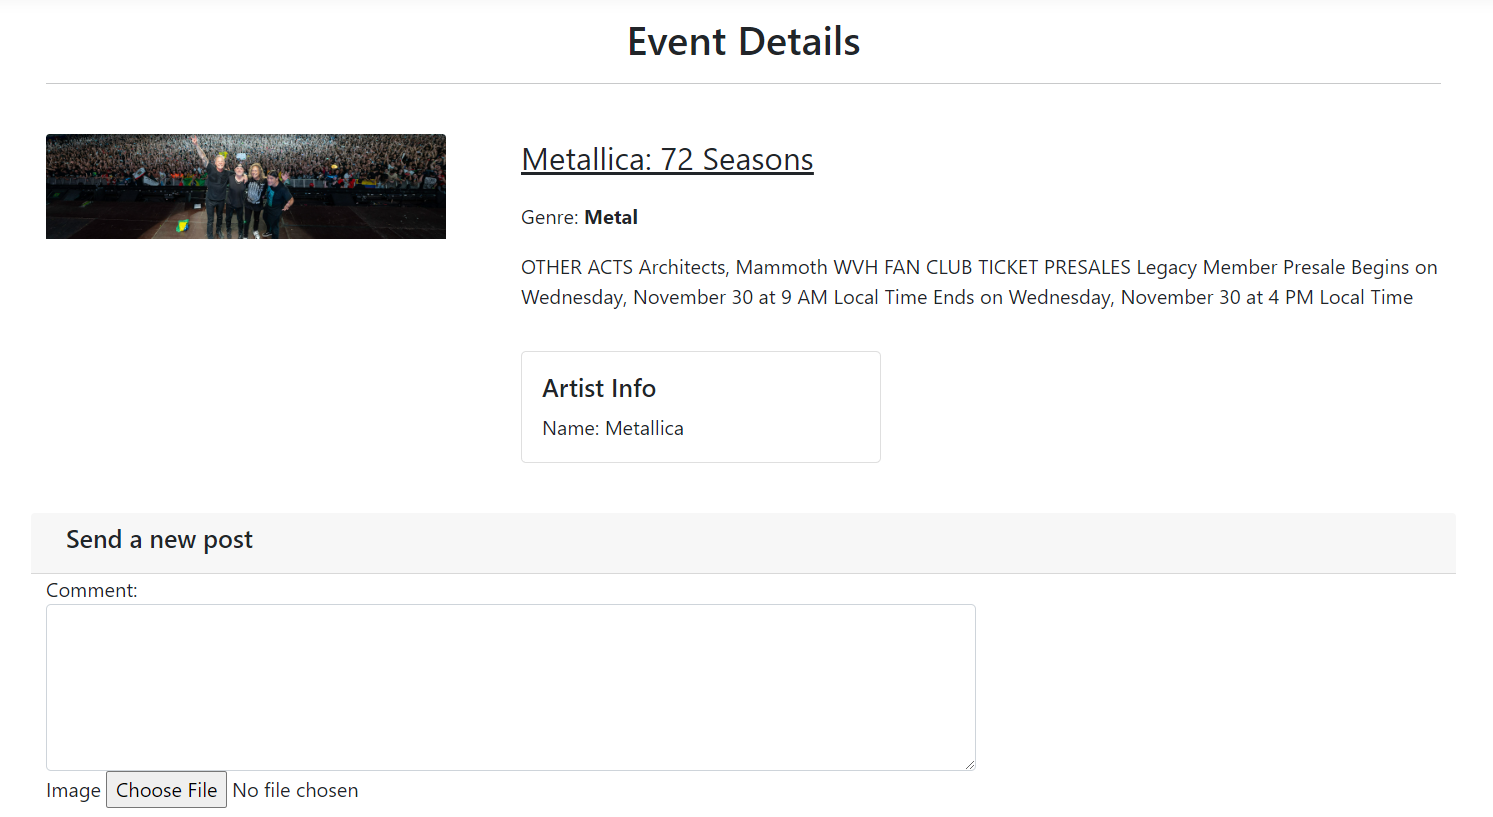 Event Details
Metallica: 72 Seasons
Genre: Metal
OTHER ACTS Architects, Mammoth WVH FAN CLUB TICKET PRESALES Legacy Member Presale Begins on
Wednesday, November 30 at 9 AM Local Time Ends on Wednesday, November 30 at 4 PM Local Time
Artist Info
Name: Metallica
Send a new post
Comment:
Image Choose File No file chosen